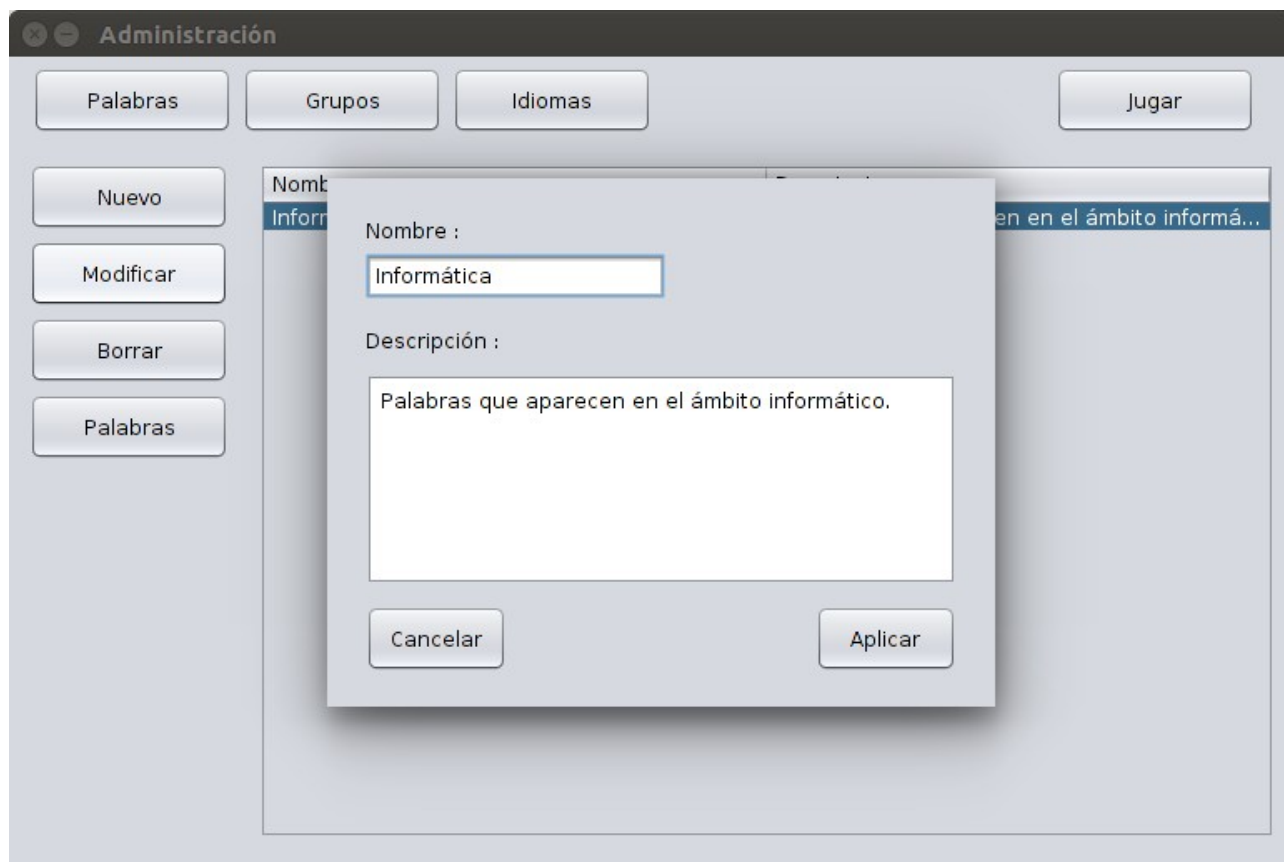 Administración
Palabras Grupos Idiomas Jugar
Nuevo
Modificar
Borrar
Palabras
en en el ámbito informá...
Nombre :
Informática
Descripción :
Palabras que aparecen en el ámbito informático.
Cancelar Aplicar